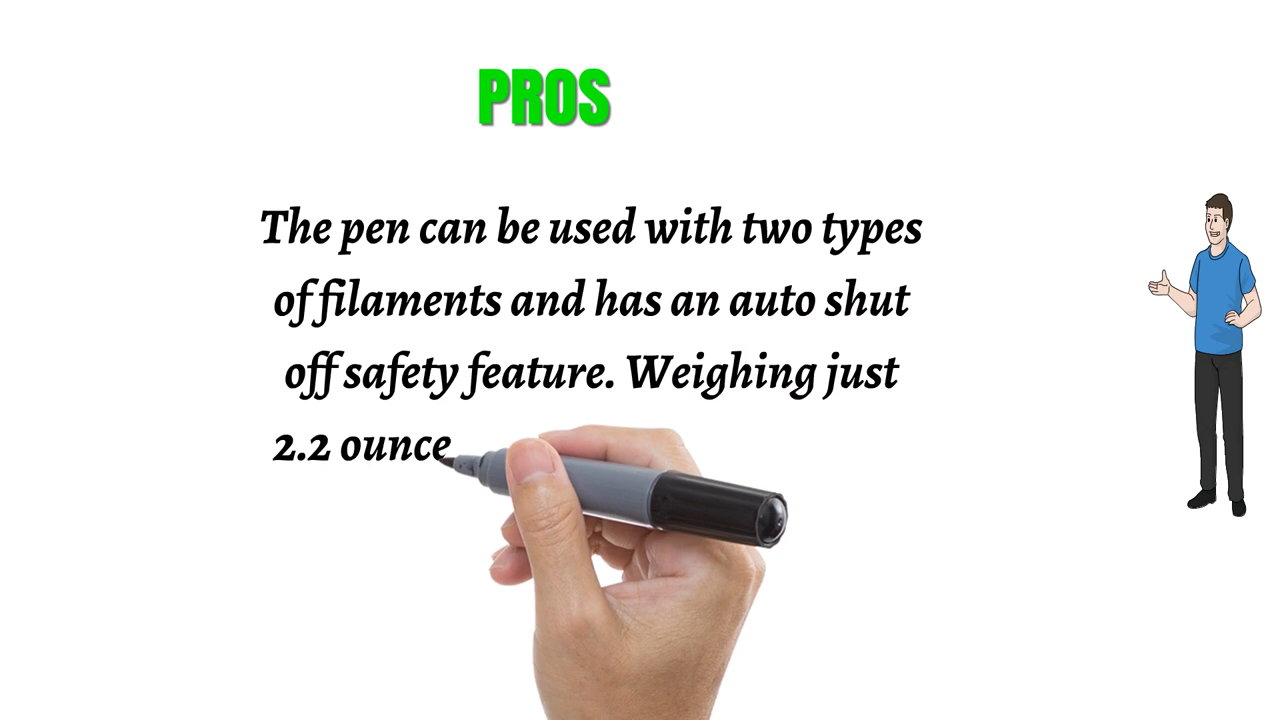 PROS
The pen can be used with two types
of filaments and has an auto shut
off safety feature. Weighing just
2.2 ounce